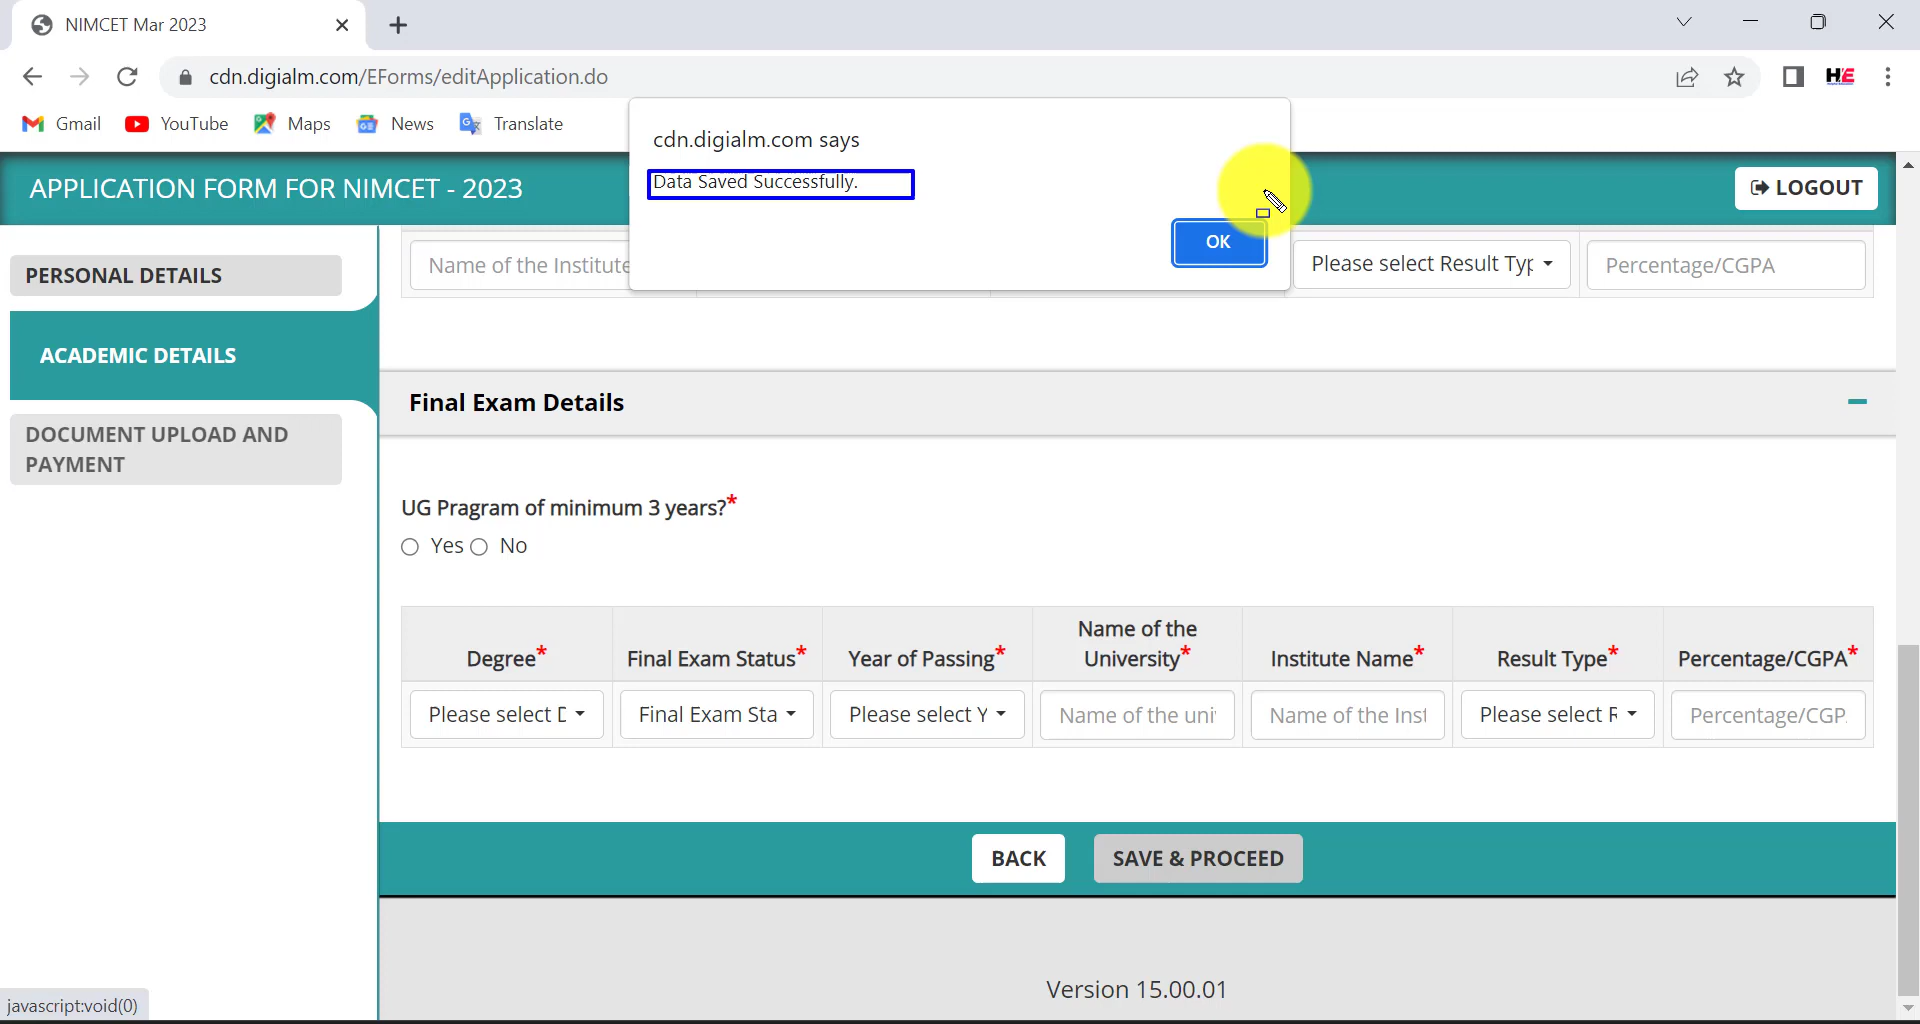 NIMCET Mar 2023
cdn.digialm.com/EForms/editApplication.do
HE
Gmail YouTube Maps News Translate
cdn.digialm.com says
Data Saved Successfully.
OK
APPLICATION FORM FOR NIMCET - 2023
LOGOUT
PERSONAL DETAILS
ACADEMIC DETAILS
DOCUMENT UPLOAD AND
PAYMENT
Name of the Institute Please select Result Typ Percentage/CGPA
Final Exam Details
UG Pragram of minimum 3 years?*
Yes No
Degree* Final Exam Status* Year of Passing* Name of the University* Institute Name* Result Type* Percentage/CGPA*
Please select D Final Exam Sta Please select Y Name of the uni Name of the Inst Please select R Percentage/CGP
BACK SAVE & PROCEED
Version 15.00.01
javascript:void(0)